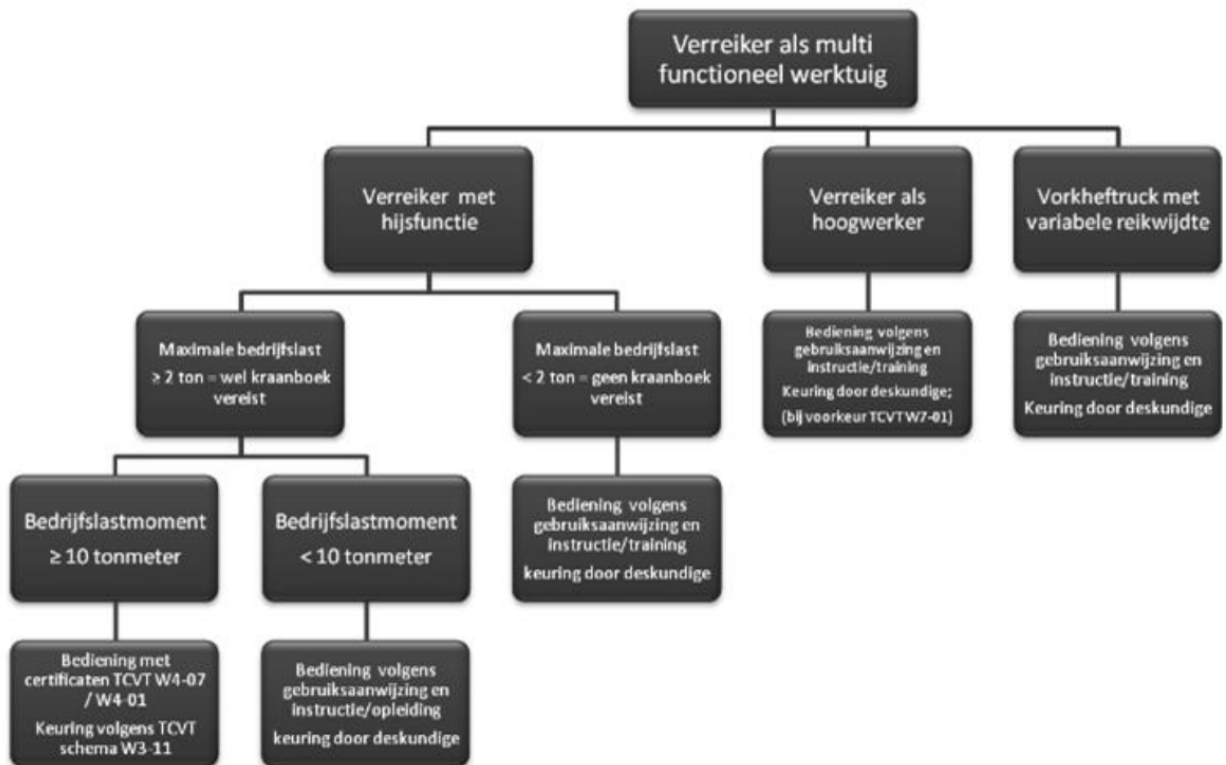 Verreiker als multi
functioneel werktuig
Verreiker met
hijsfunctie
Verreiker als
hoogwerker
Vorkheftruck met
variabele reikwijdte
Maximale bedrijfslast
≥ 2 ton = wel kraanboek
vereist
Maximale bedrijfslast
< 2 ton = geen kraanboek
vereist
Bediening volgens
gebruiksaanwijzing en
instructie/training
Keuring door deskundige;
(bij voorkeur TCVT W7-01)
Bediening volgens
gebruiksaanwijzing en
instructie/training
Keuring door deskundige
Bedrijfslastmoment
≥ 10 tonmeter
Bedrijfslastmoment
< 10 tonmeter
Bediening volgens
gebruiksaanwijzing en
instructie/training
keuring door deskundige
Bediening met
certificaten TCVT W4-07
/ W4-01
Keuring volgens TCVT
schema W3-11
Bediening volgens
gebruiksaanwijzing en
instructie/opleiding
keuring door deskundige